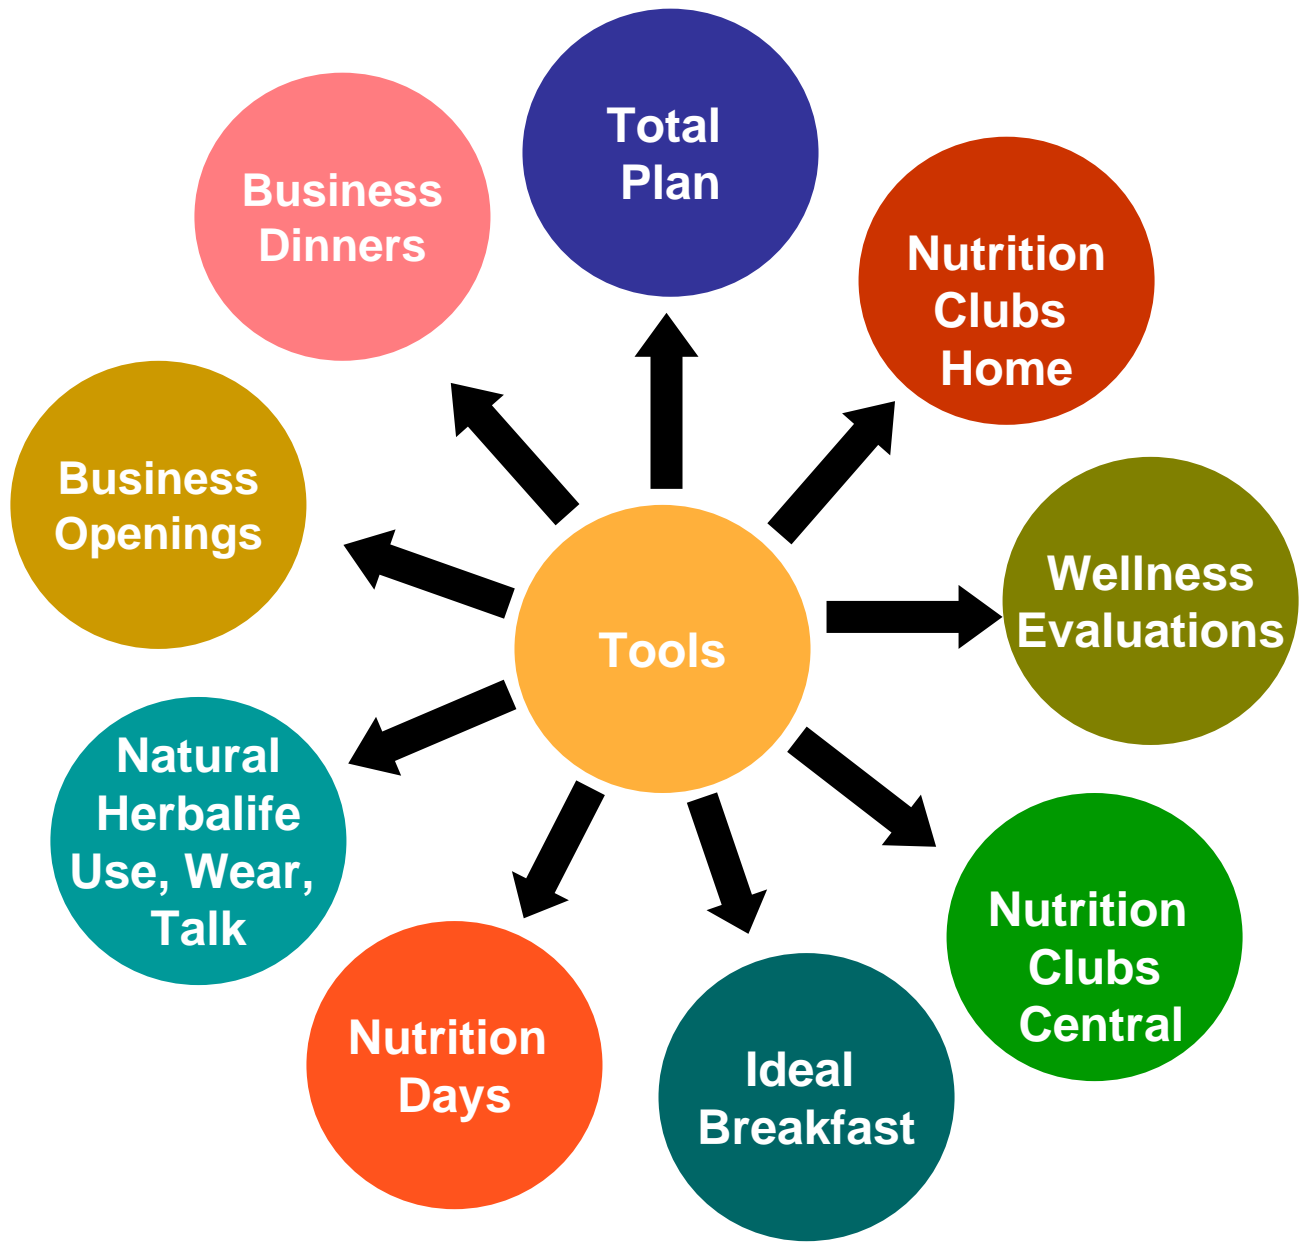 Total
Plan
Nutrition
Clubs
Home
Wellness
Evaluations
Nutrition
Clubs
Central
Ideal
Breakfast
Nutrition
Days
Natural
Herbalife
Use, Wear,
Talk
Business
Openings
Business
Dinners
Tools